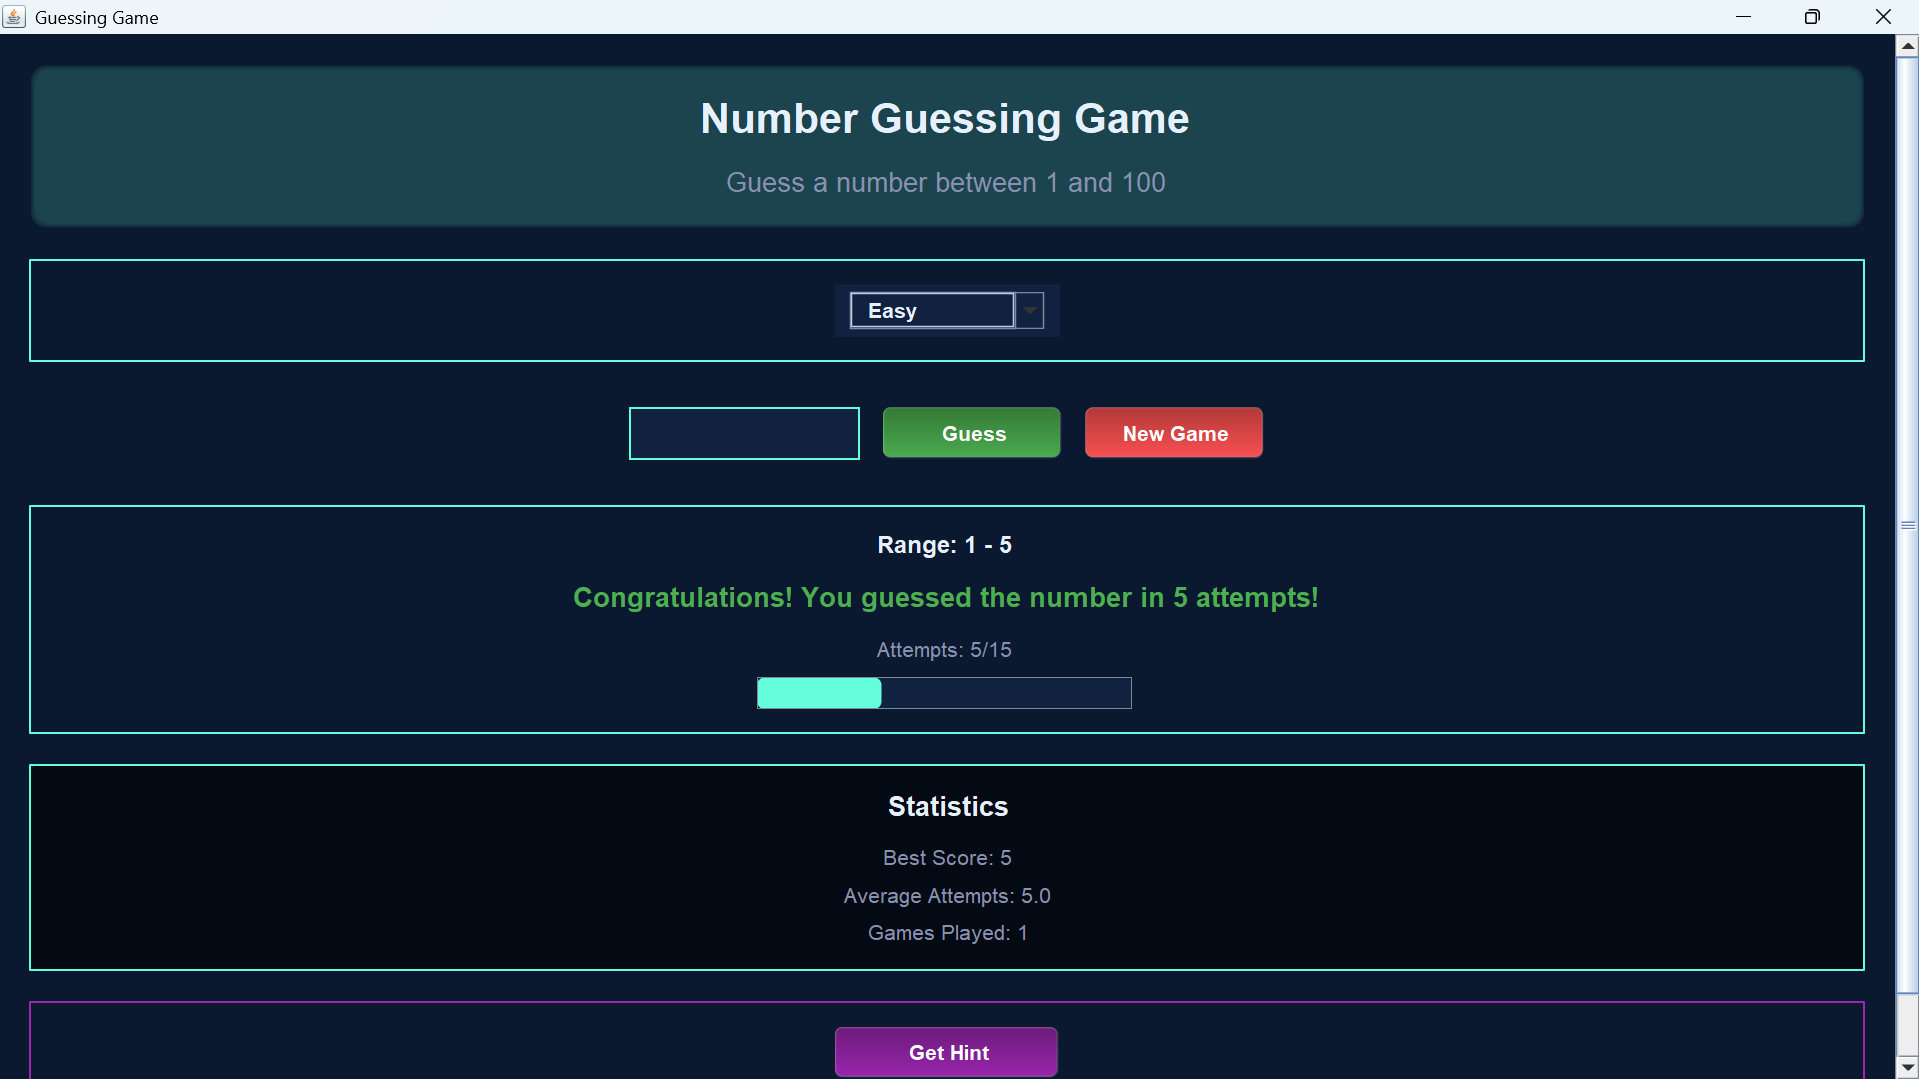 Guessing Game
Number Guessing Game
Guess a number between 1 and 100
Easy
Guess
New Game
Range: 1 - 5
Congratulations! You guessed the number in 5 attempts!
Attempts: 5/15
Statistics
Best Score: 5
Average Attempts: 5.0
Games Played: 1
Get Hint